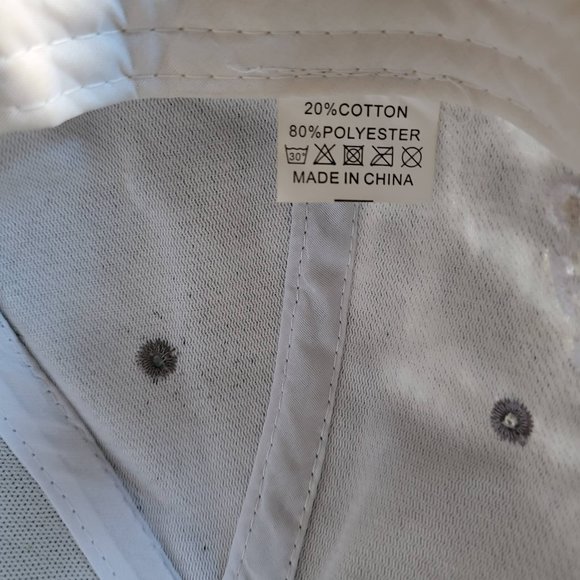 20%COTTON
80%POLYESTER
30°
MADE IN CHINA